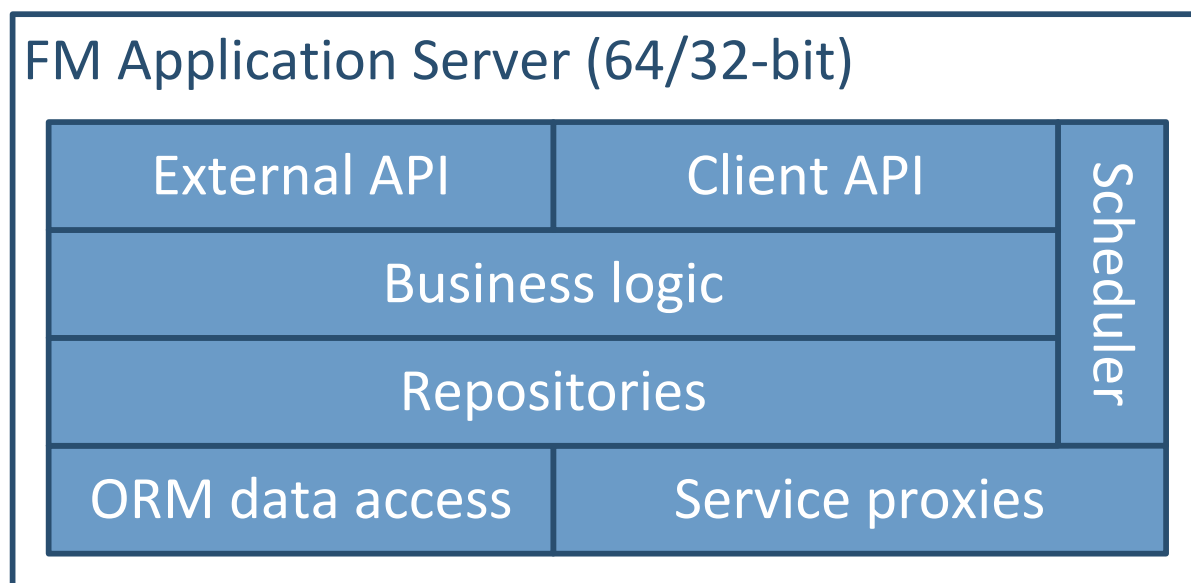 FM Application Server (64/32-bit)
External API
Client API
Scheduler
Business logic
Repositories
ORM data access
Service proxies